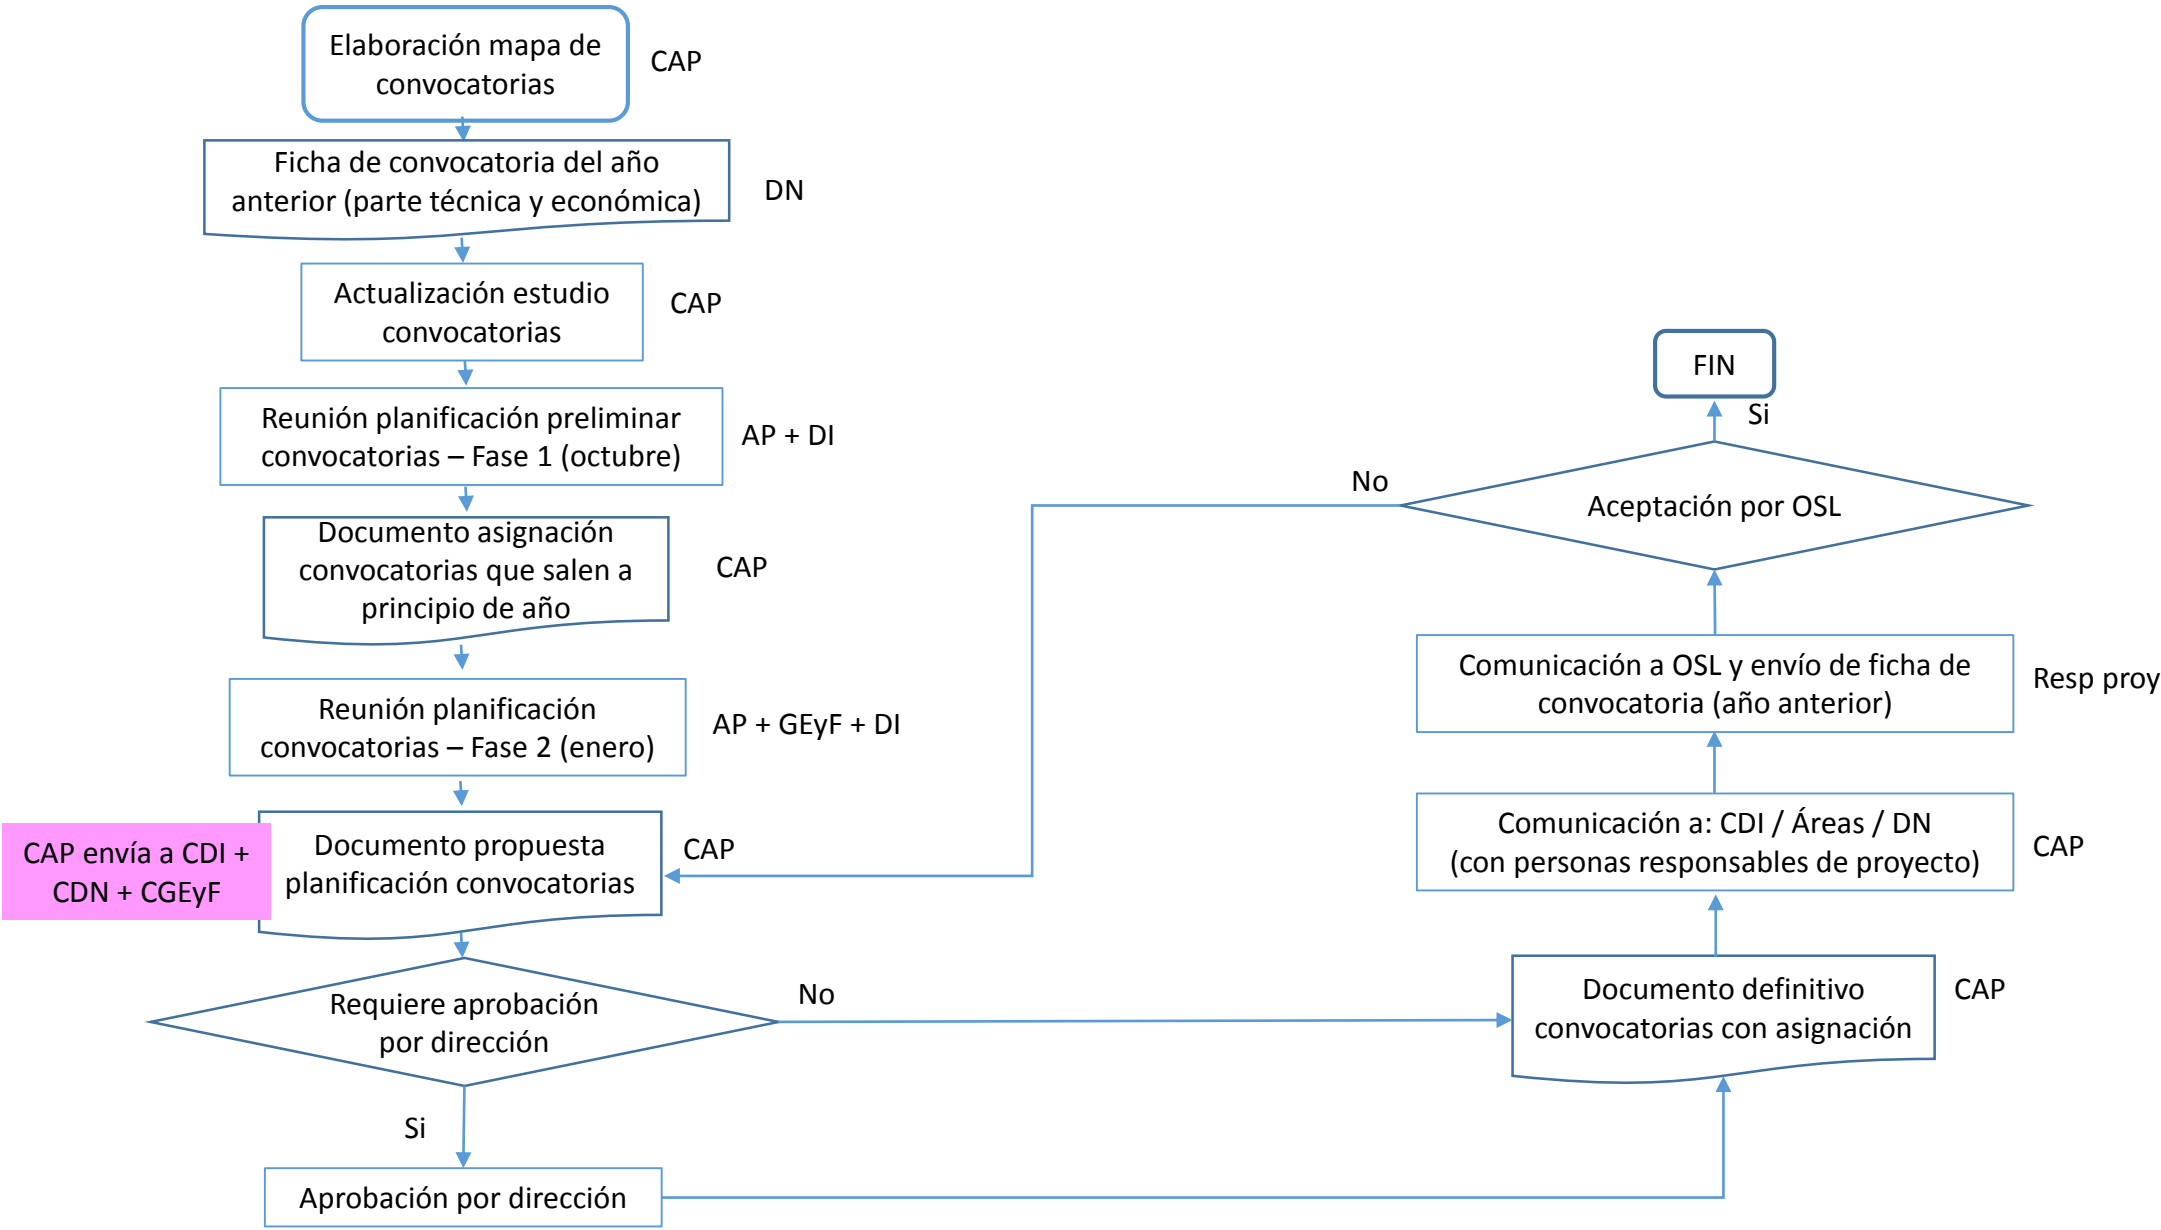 Elaboración mapa de
convocatorias
CAP
Ficha de convocatoria del año
anterior (parte técnica y económica)
DN
Actualización estudio
convocatorias
CAP
Reunión planificación preliminar
convocatorias – Fase 1 (octubre)
AP + DI
Documento asignación
convocatorias que salen a
principio de año
CAP
Reunión planificación
convocatorias – Fase 2 (enero)
AP + GEyF + DI
CAP envía a CDI +
CDN + CGEyF
Documento propuesta
planificación convocatorias
CAP
Requiere aprobación
por dirección
No
Si
Aprobación por dirección
FIN
Si
No
Aceptación por OSL
Comunicación a OSL y envío de ficha de
convocatoria (año anterior)
Resp proy
Comunicación a: CDI / Áreas / DN
(con personas responsables de proyecto)
CAP
Documento definitivo
convocatorias con asignación
CAP